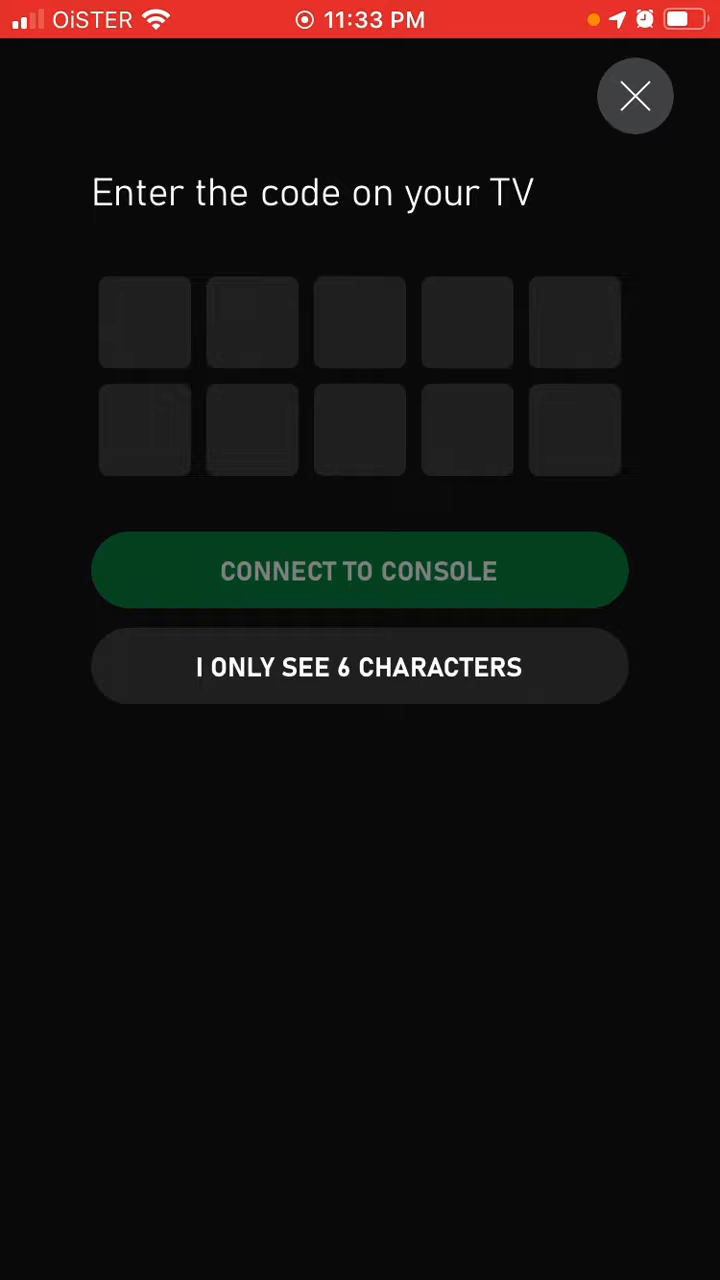 OiSTER 11:33 PM
Enter the code on your TV
CONNECT TO CONSOLE
I ONLY SEE 6 CHARACTERS